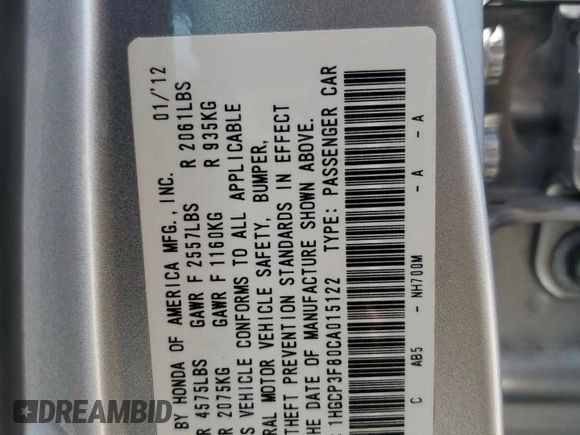 BY HONDA OF AMERICA MFG., INC. 01/'12
4575LBS GAWR F 2557LBS R 2061LBS
2075KG GAWR F 1160KG R 935KG
VEHICLE CONFORMS TO ALL APPLICABLE
MOTOR VEHICLE SAFETY, BUMPER,
THEFT PREVENTION STANDARDS IN EFFECT
DATE OF MANUFACTURE SHOWN ABOVE.
1HGCP3F80CA015122 TYPE: PASSENGER CAR
C AB5 - NH700M - A - A - A
DEALERS.COM